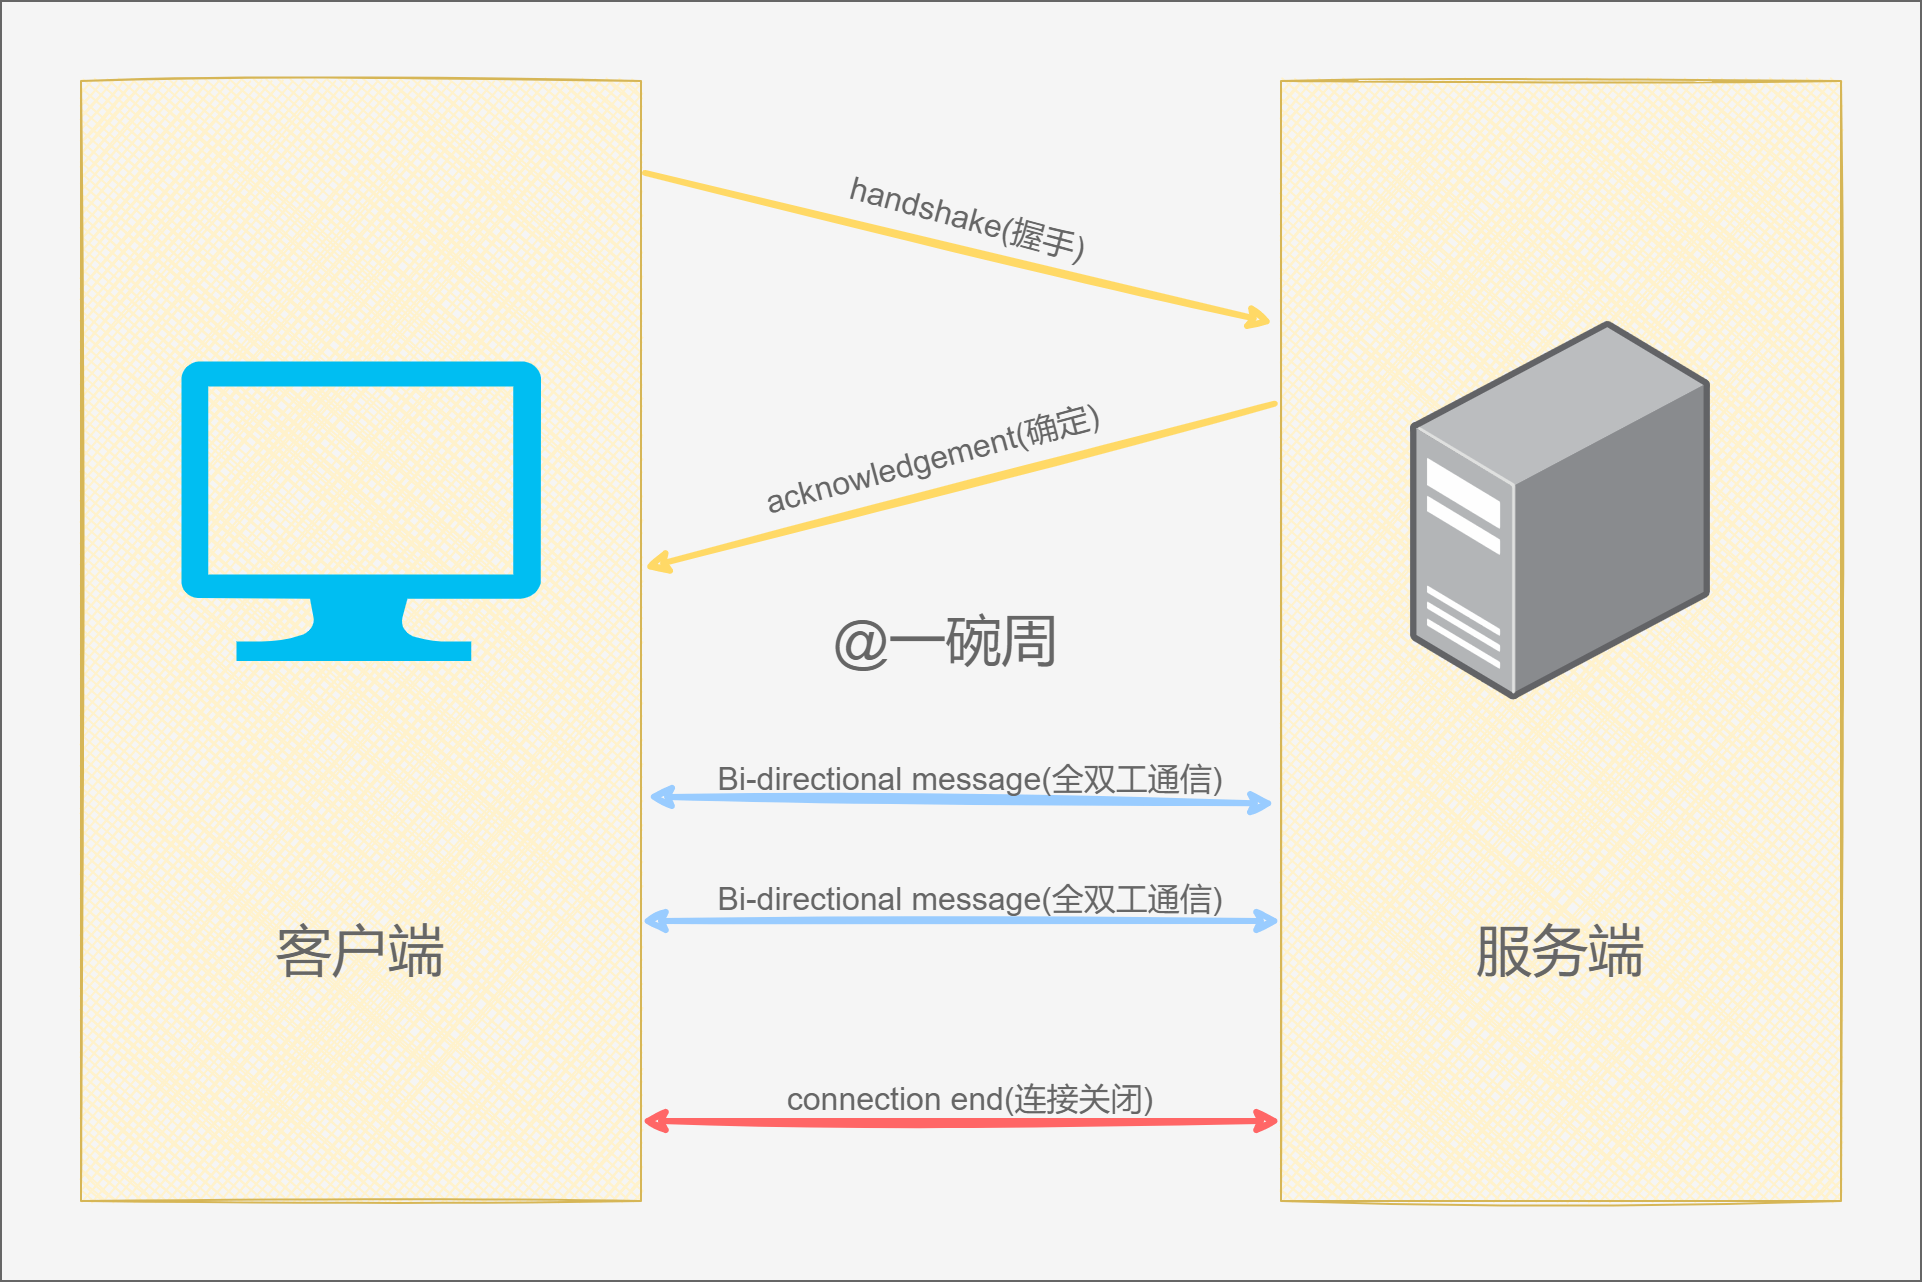 handshake(握手)
acknowledgement(确定)
@一碗周
Bi-directional message(全双工通信)
Bi-directional message(全双工通信)
客户端
服务端
connection end(连接关闭)